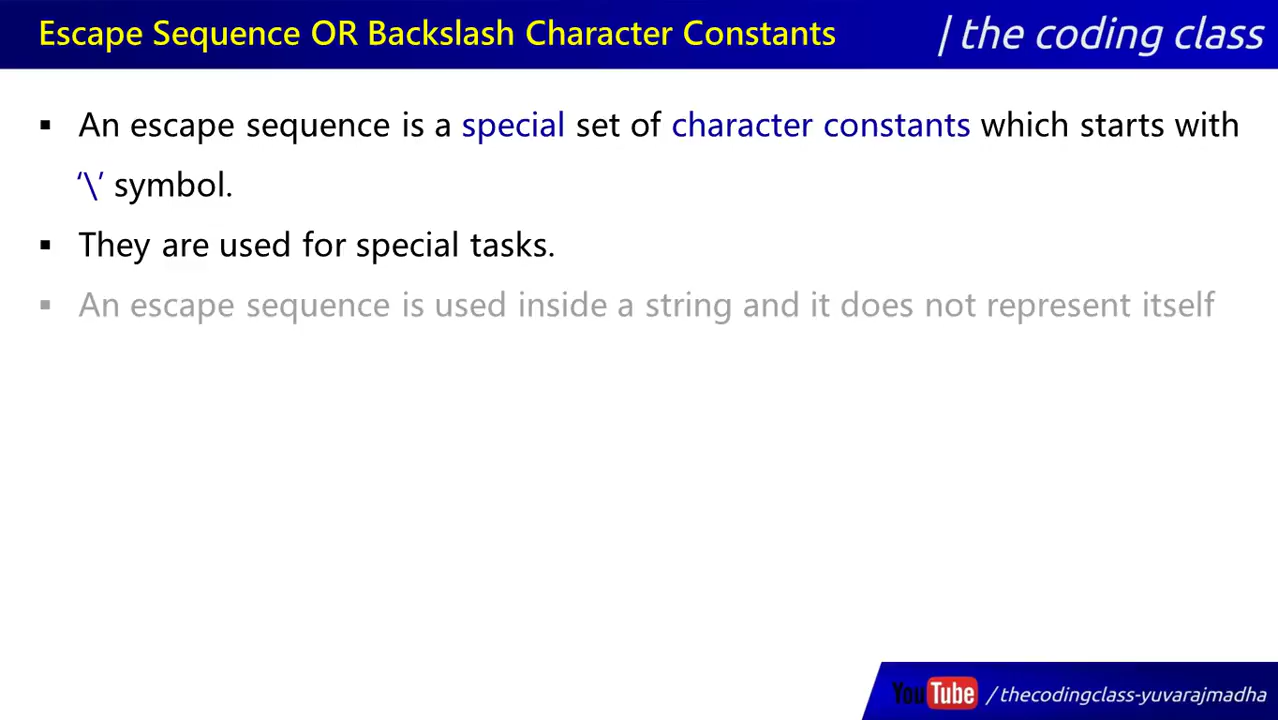 Escape Sequence OR Backslash Character Constants
/ the coding class
▪ An escape sequence is a special set of character constants which starts with
‘\’ symbol.
▪ They are used for special tasks.
▪ An escape sequence is used inside a string and it does not represent itself
YouTube /thecodingclass-yuvarajmadha